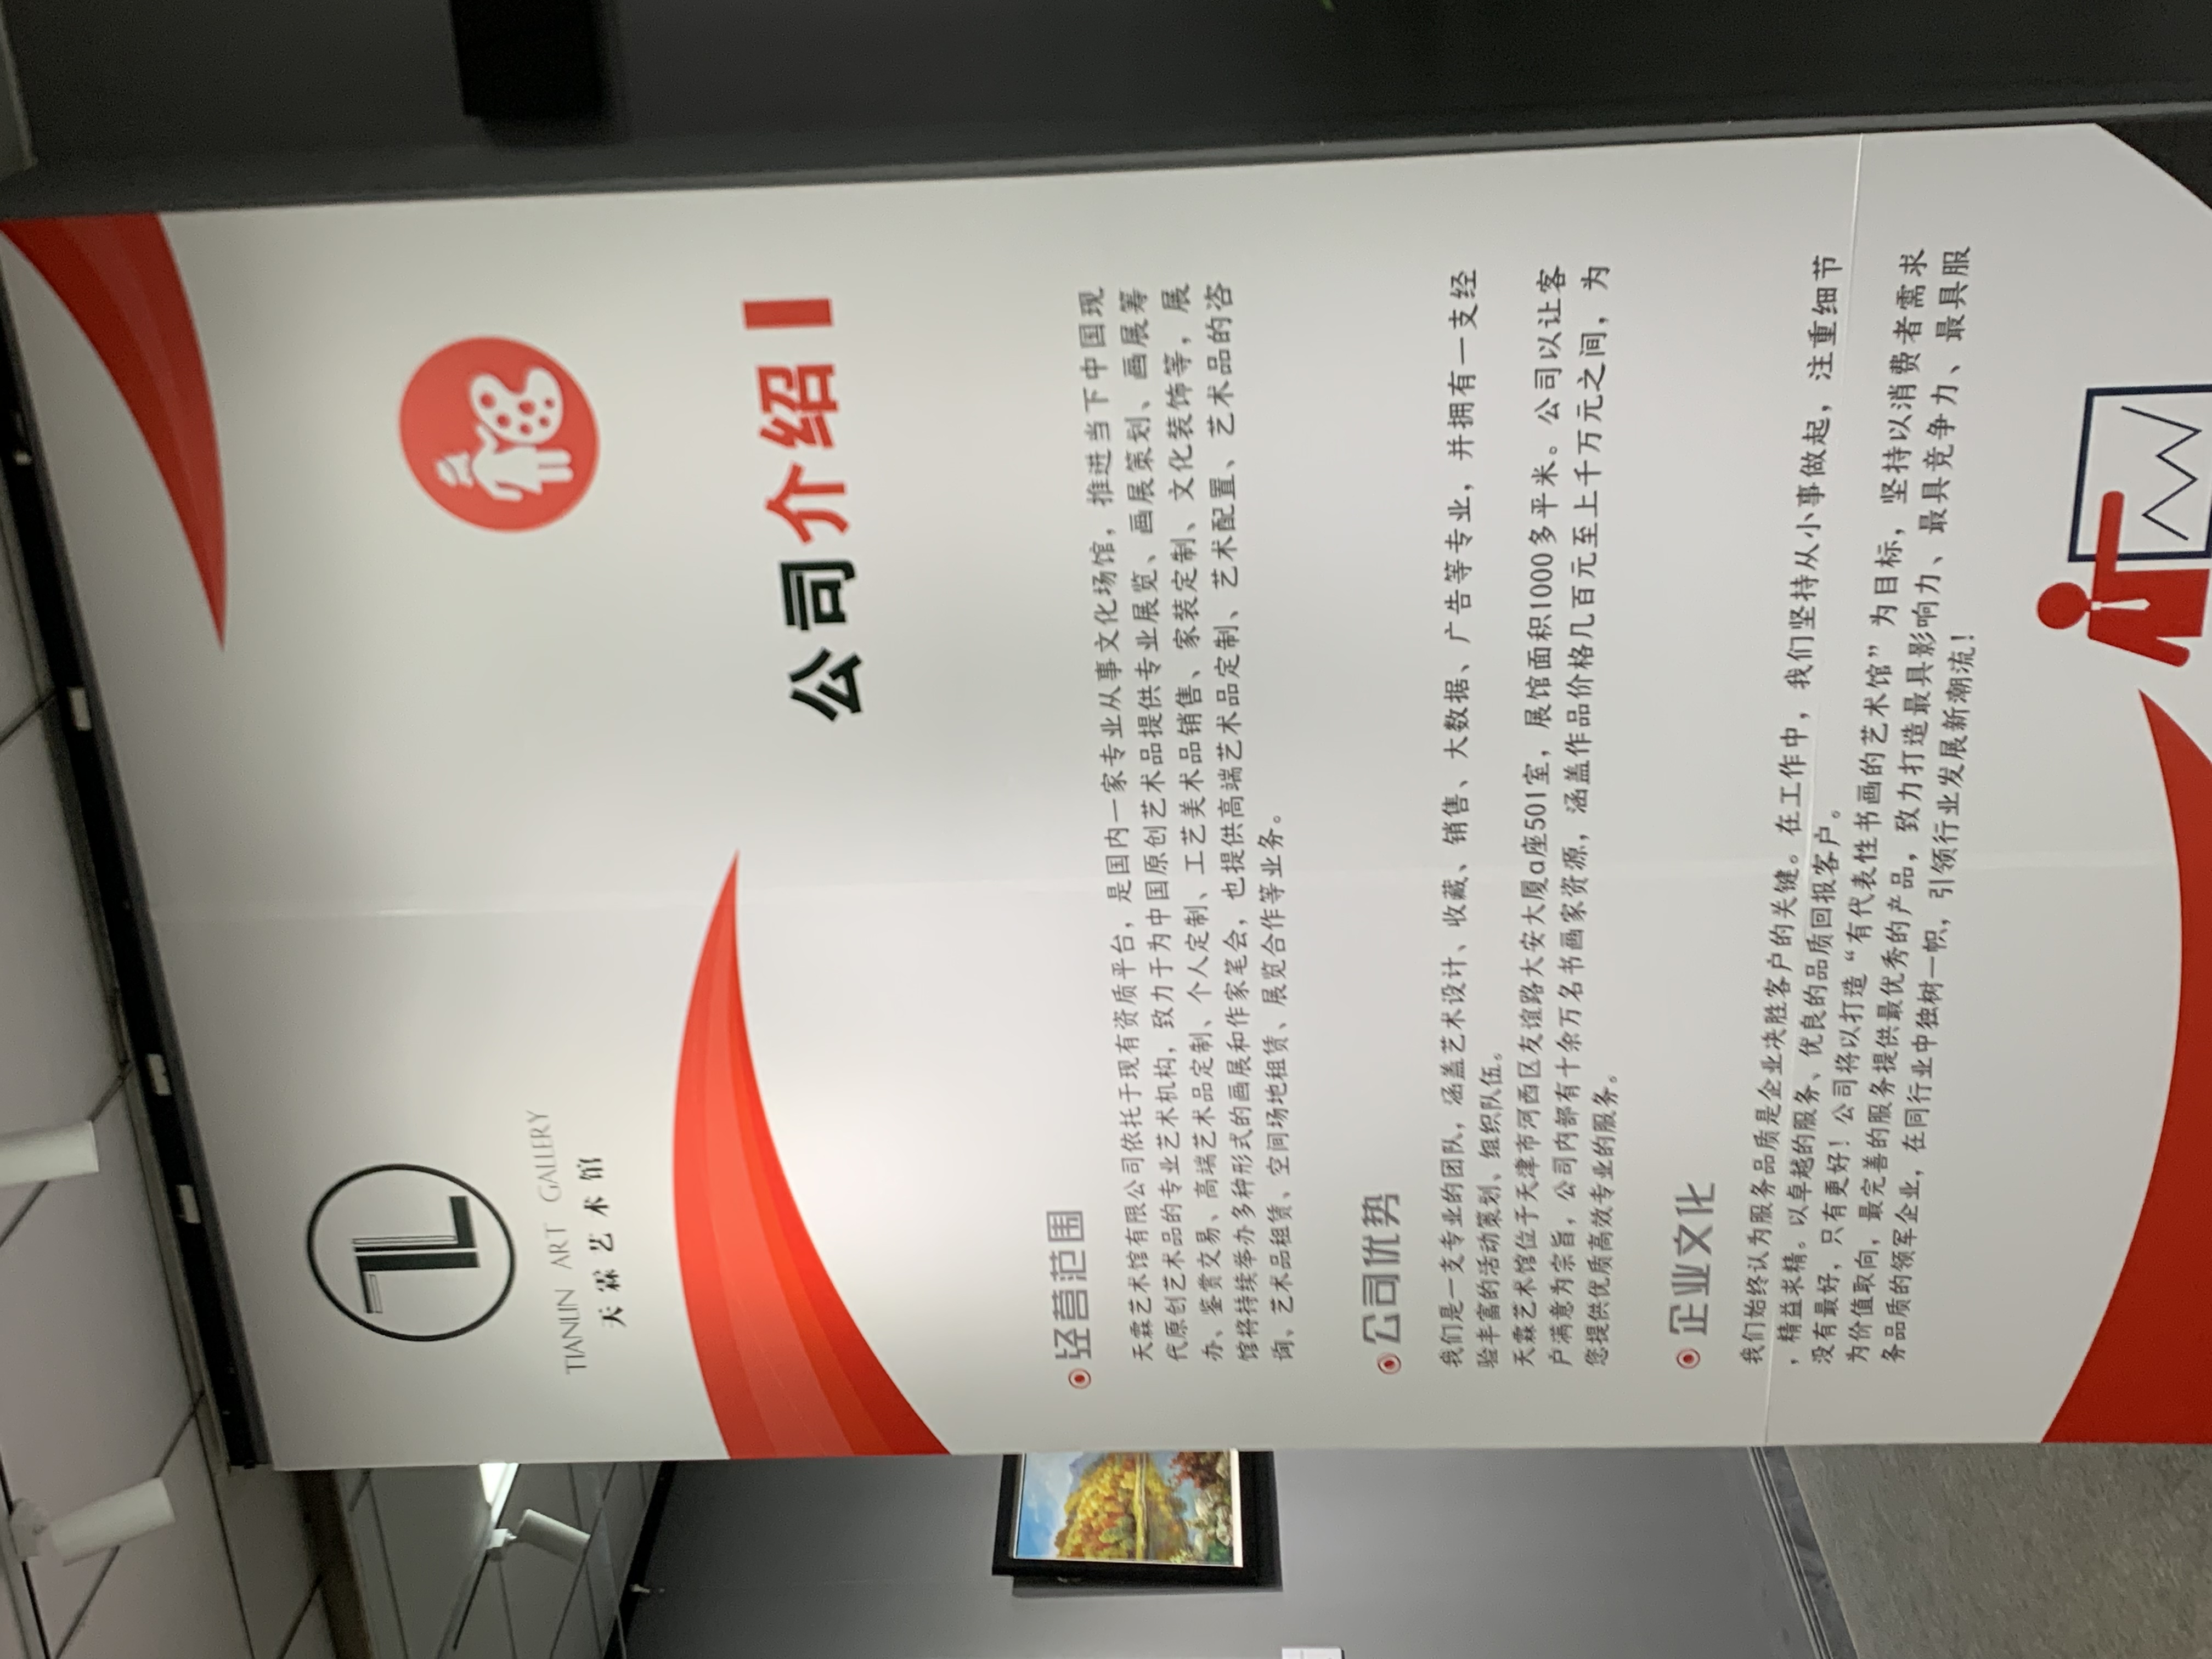 TIANLIN ART GALLERY
天霖艺术馆
公司介绍
经营范围
天霖艺术馆有限公司依托于现有资质平台，是国内一家专业从事文化场馆，推进当下中国现
代原创艺术品的专业艺术机构，致力于为中国原创艺术品提供专业展览、画展策划、画展筹
办、鉴赏交易、高端艺术品定制、个人定制、工艺美术品销售、家装定制、文化装饰等，展
馆将持续举办多种形式的画展和作家笔会，也提供高端艺术品定制、艺术配置、艺术品的咨
询、艺术品租赁、空间场地租赁、展览合作等业务。
公司优势
我们是一支专业的团队，涵盖艺术设计、收藏、销售、大数据、广告等专业，并拥有一支经
验丰富的活动策划、组织队伍。
天霖艺术馆位于天津市河西区友谊路大安大厦a座501室，展馆面积1000多平米。公司以让客
户满意为宗旨，公司内部有十余万名书画家资源，涵盖作品价格几百元至上千万元之间，为
您提供优质高效专业的服务。
企业文化
我们始终认为服务品质是企业决胜客户的关键。在工作中，我们坚持从小事做起，注重细节
，精益求精。以卓越的服务、优良的品质回报客户。
没有最好，只有更好！公司将以打造“有代表性书画的艺术馆”为目标，坚持以消费者需求
为价值取向，最完善的服务提供最优秀的产品，致力打造最具影响力、最具竞争力、最具服
务品质的领军企业，在同行业中独树一帜，引领行业发展新潮流！